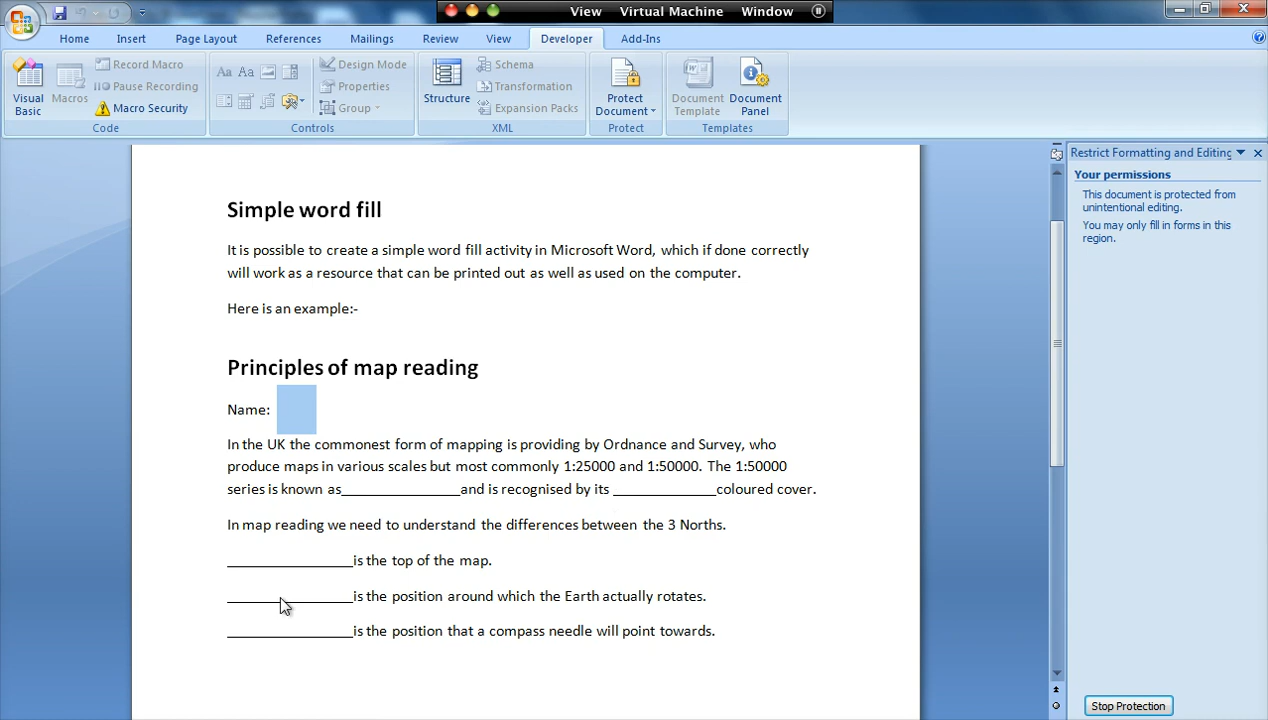 View Virtual Machine Window
Home Insert Page Layout References Mailings Review View Developer Add-Ins
Visual Basic
Macros
Record Macro
Pause Recording
Macro Security
Code
Aa Aa
Design Mode
Properties
Group
Controls
Structure
Schema
Transformation
Expansion Packs
XML
Protect Document
Protect
Document Template
Document Panel
Templates
Simple word fill
It is possible to create a simple word fill activity in Microsoft Word, which if done correctly
will work as a resource that can be printed out as well as used on the computer.
Here is an example:-
Principles of map reading
Name:
In the UK the commonest form of mapping is providing by Ordnance and Survey, who
produce maps in various scales but most commonly 1:25000 and 1:50000. The 1:50000
series is known as________________and is recognised by its ______________coloured cover.
In map reading we need to understand the differences between the 3 Norths.
_________________is the top of the map.
_________________is the position around which the Earth actually rotates.
_________________is the position that a compass needle will point towards.
Restrict Formatting and Editing
Your permissions
This document is protected from
unintentional editing.
You may only fill in forms in this
region.
Stop Protection